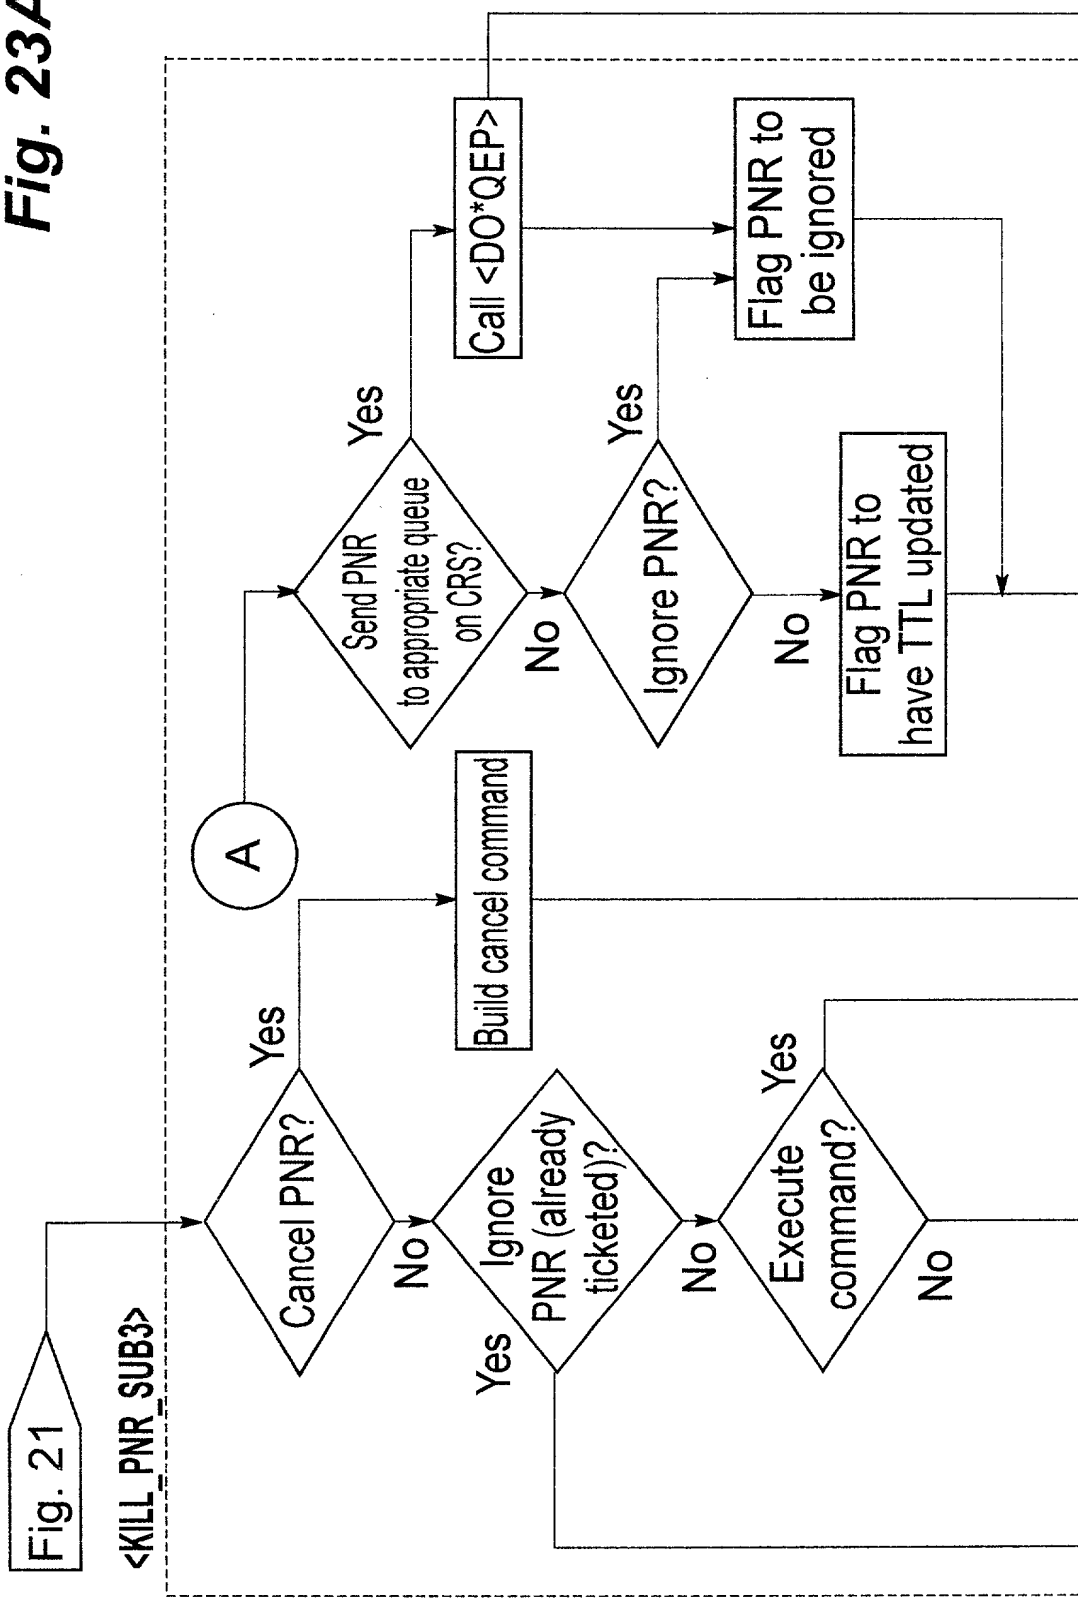 Fig. 23A
Fig. 21
<KILL_PNR_SUB3>
Cancel PNR?
Yes
No
Build cancel command
Ignore
PNR (already
ticketed)?
Yes
No
Execute
command?
Yes
No
A
Send PNR
to appropriate queue
on CRS?
Yes
No
Call <DO*QEP>
Ignore PNR?
Yes
No
Flag PNR to
be ignored
Flag PNR to
have TTL updated